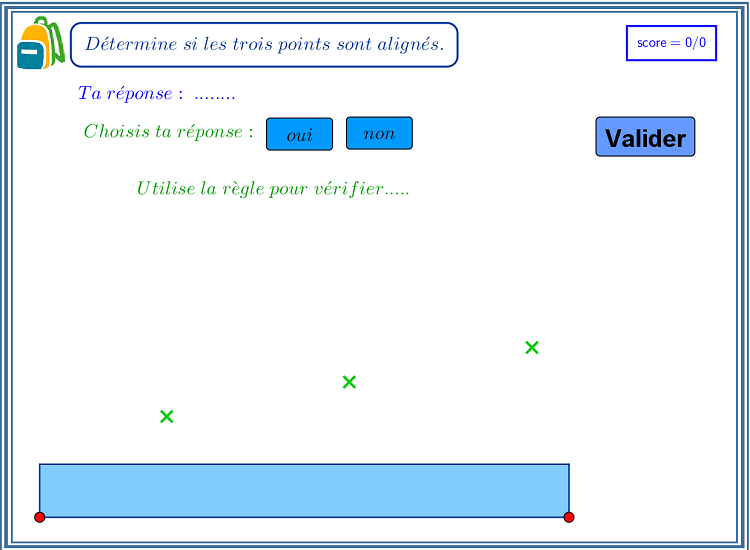 Détermine si les trois points sont alignés.
score = 0/0
Ta réponse : ........
Choisis ta réponse :
oui
non
Valider
Utilise la règle pour vérifier.....